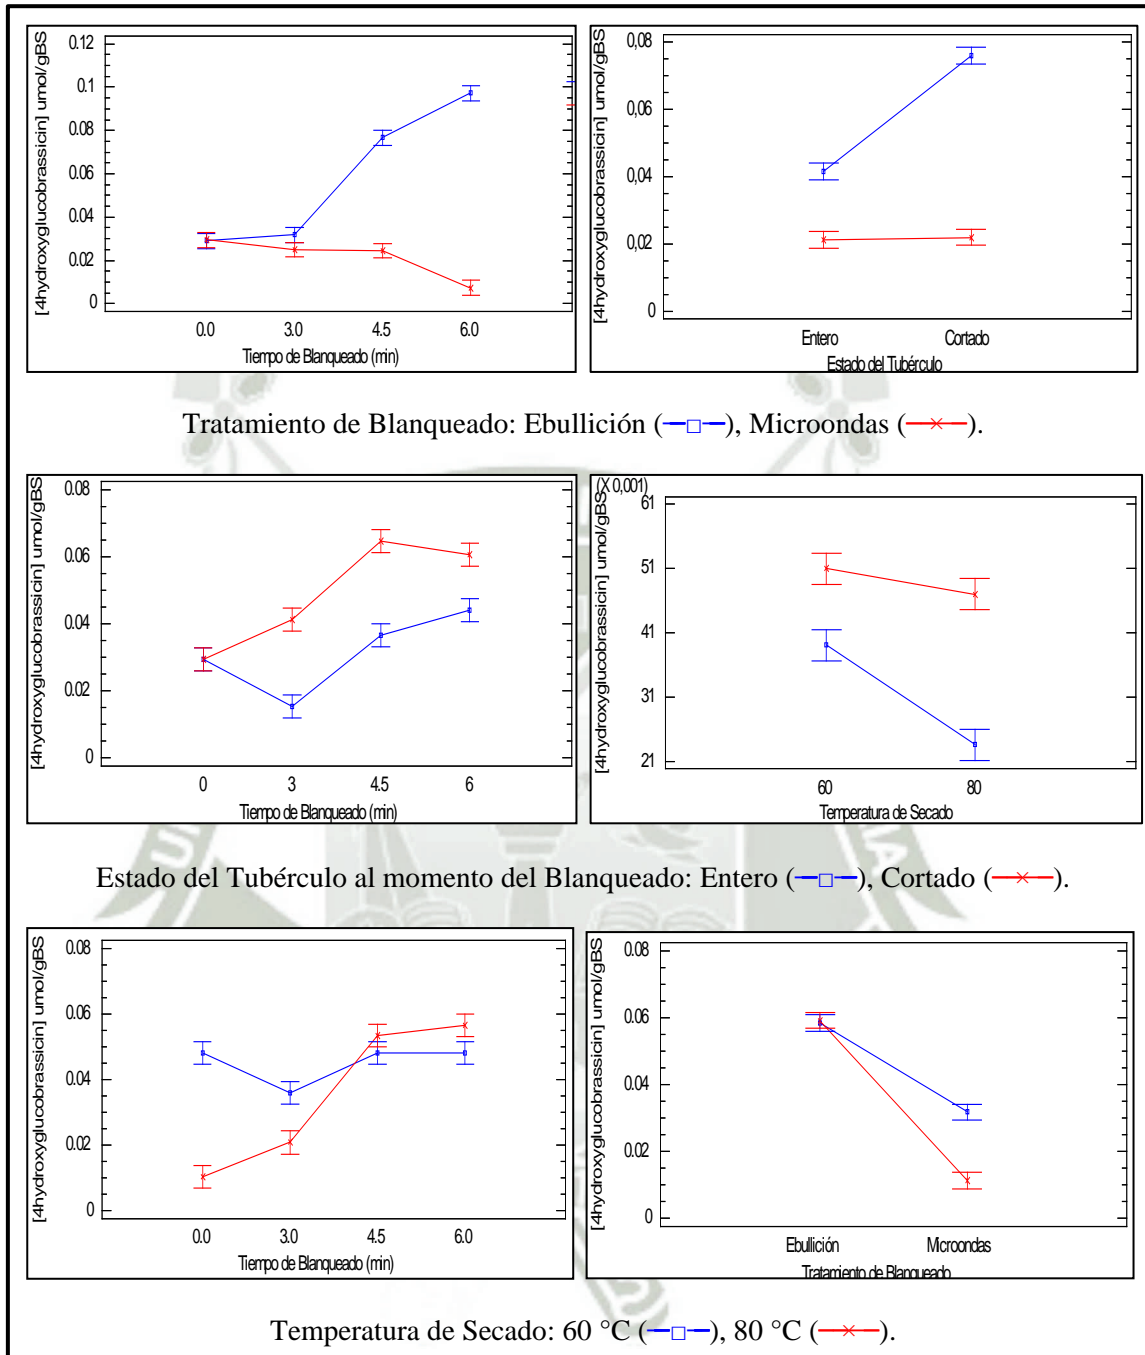 [4hydroxyglucobrassicin] umol/gBS
0.12
0.1
0.08
0.06
0.04
0.02
0
0.0 3.0 4.5 6.0
Tiempo de Blanqueado (min)
[4hydroxyglucobrassicin] umol/gBS
0,08
0,06
0,04
0,02
0
Entero Cortado
Estado del Tubérculo
Tratamiento de Blanqueado: Ebullición ( ), Microondas ( ).
[4hydroxyglucobrassicin] umol/gBS
0.08
0.06
0.04
0.02
0
0 3 4.5 6
Tiempo de Blanqueado (min)
[4hydroxyglucobrassicin] umol/gBS
(X 0,001)
61
51
41
31
21
60 80
Temperatura de Secado
Estado del Tubérculo al momento del Blanqueado: Entero ( ), Cortado ( ).
[4hydroxyglucobrassicin] umol/gBS
0.08
0.06
0.04
0.02
0
0.0 3.0 4.5 6.0
Tiempo de Blanqueado (min)
[4hydroxyglucobrassicin] umol/gBS
0.08
0.06
0.04
0.02
0
Ebullición Microondas
Tratamiento de Blanqueado
Temperatura de Secado: 60 °C ( ), 80 °C ( ).